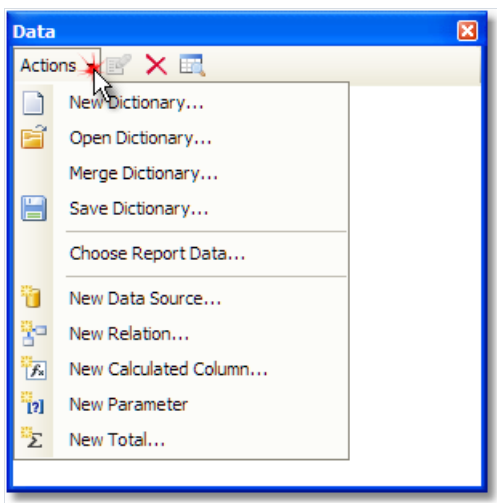 Data
Actions
New Dictionary...
Open Dictionary...
Merge Dictionary...
Save Dictionary...
Choose Report Data...
New Data Source...
New Relation...
New Calculated Column...
New Parameter
New Total...